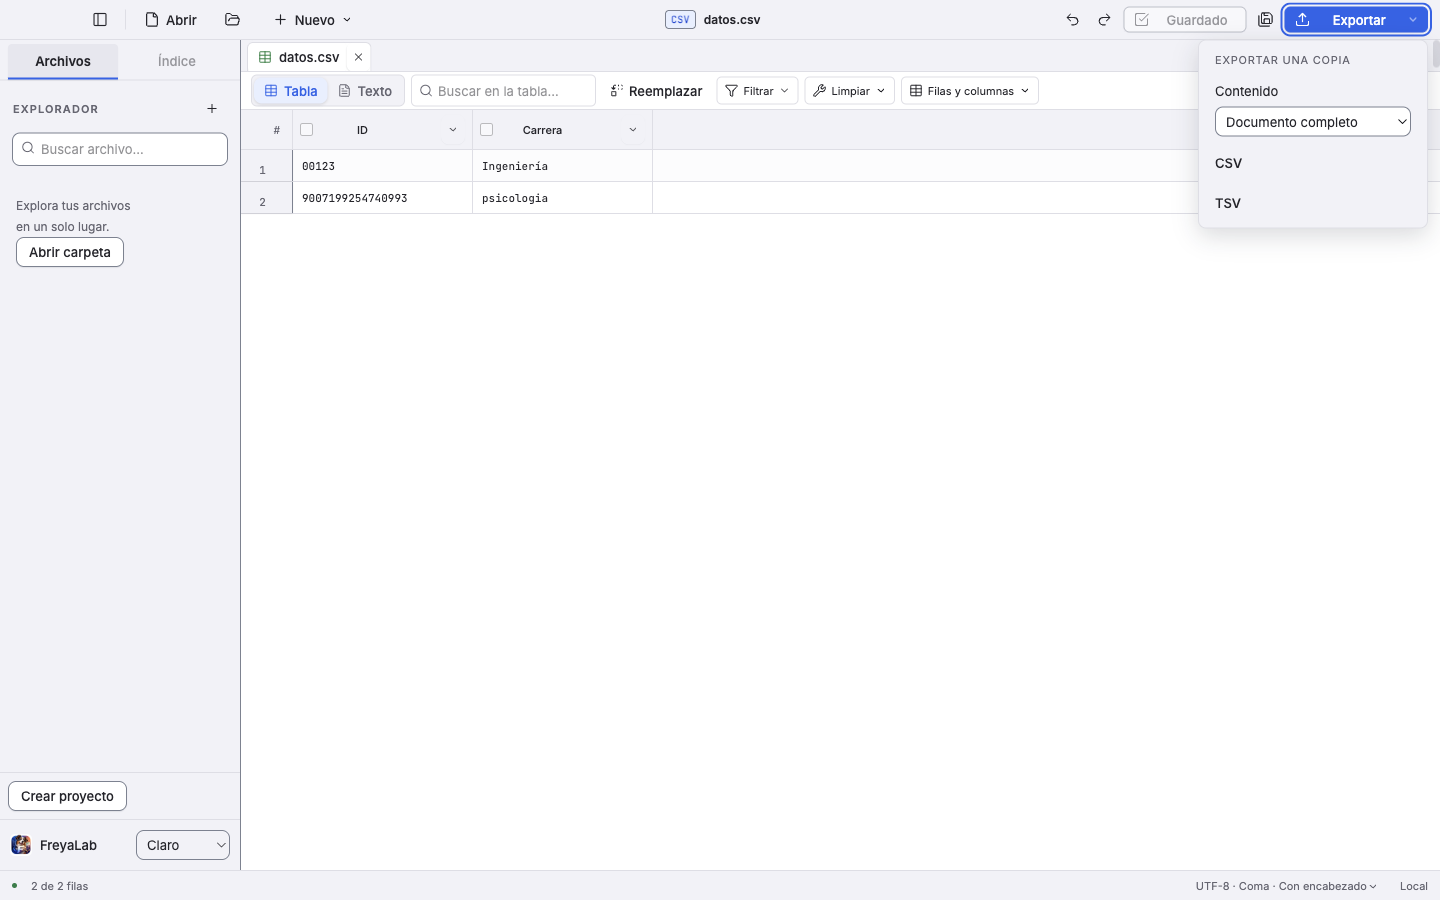 Abrir
Nuevo
CSV datos.csv
Guardado
Exportar
Archivos
Índice
EXPLORADOR
Buscar archivo...
Explora tus archivos
en un solo lugar.
Abrir carpeta
Crear proyecto
FreyaLab
Claro
datos.csv
Tabla
Texto
Buscar en la tabla...
Reemplazar
Filtrar
Limpiar
Filas y columnas
# ID Carrera
1 00123 Ingeniería
2 9007199254740993 psicologia
EXPORTAR UNA COPIA
Contenido
Documento completo
CSV
TSV
2 de 2 filas
UTF-8 · Coma · Con encabezado
Local